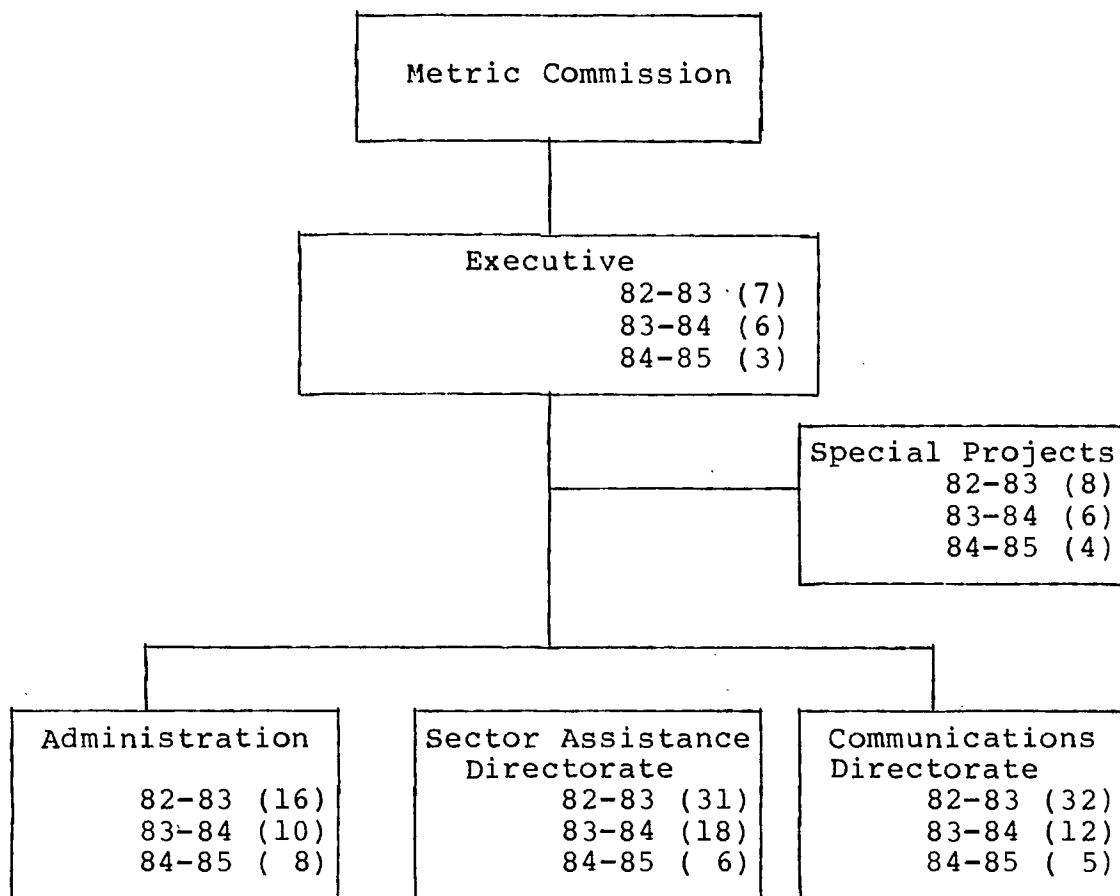 Metric Commission
Executive
82-83 (7)
83-84 (6)
84-85 (3)
Special Projects
82-83 (8)
83-84 (6)
84-85 (4)
Administration
82-83 (16)
83-84 (10)
84-85 ( 8)
Sector Assistance
Directorate
82-83 (31)
83-84 (18)
84-85 ( 6)
Communications
Directorate
82-83 (32)
83-84 (12)
84-85 ( 5)